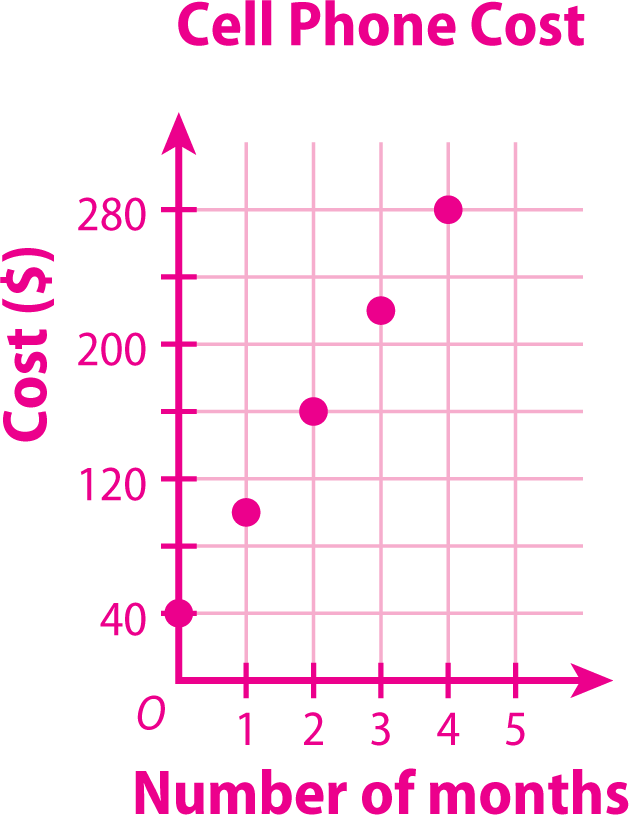 Cell Phone Cost
280
200
120
40
Cost ($)
O
1 2 3 4 5
Number of months